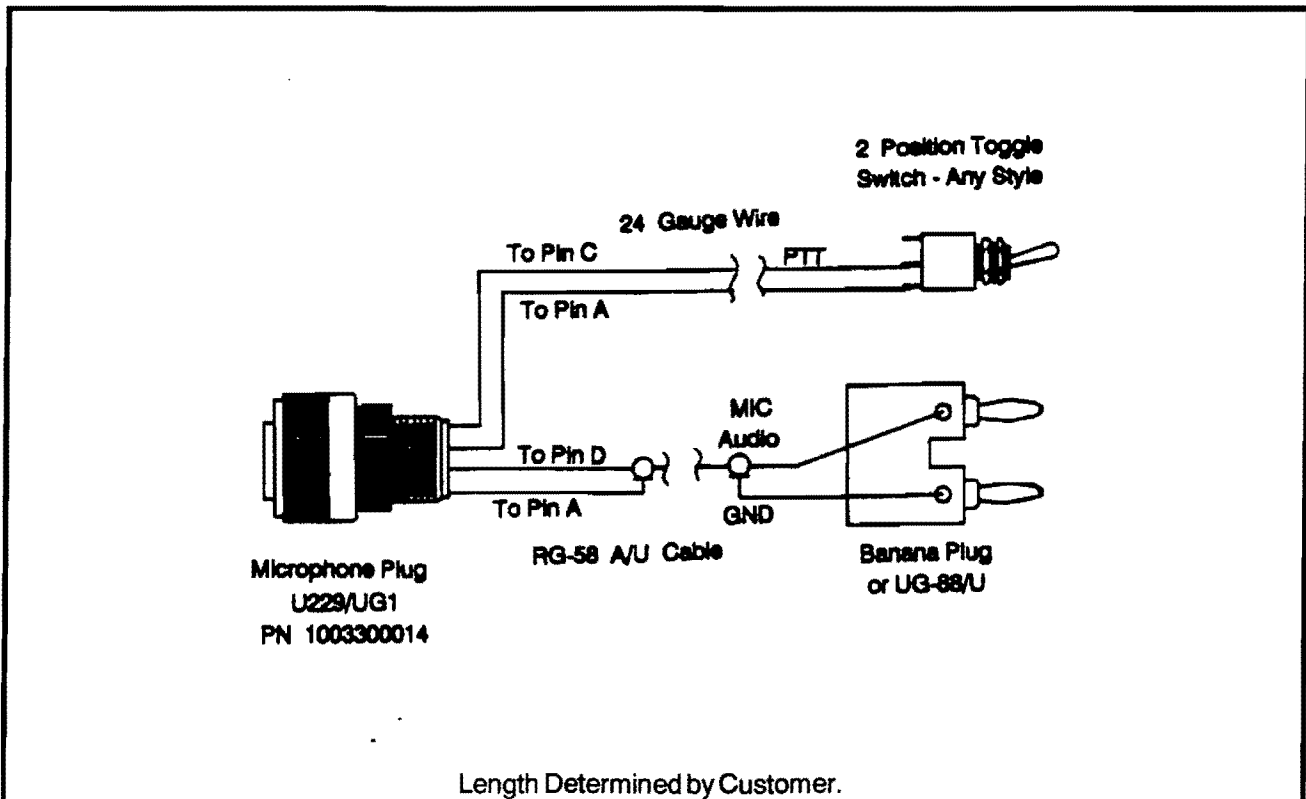 2 Position Toggle
Switch - Any Style
24 Gauge Wire
To Pin C
PTT
To Pin A
MIC
Audio
To Pin D
To Pin A
GND
RG-58 A/U Cable
Banana Plug
or UG-88/U
Microphone Plug
U229/UG1
PN 1003300014
Length Determined by Customer.